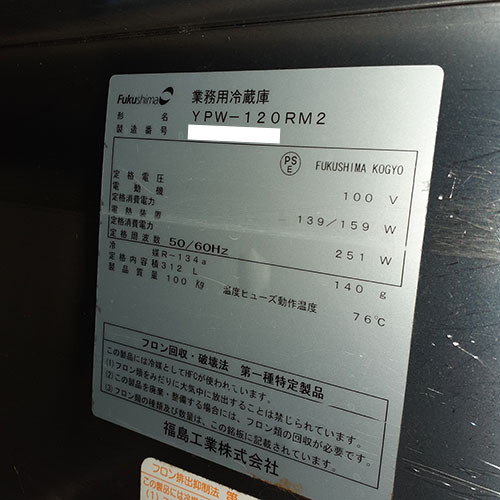 Fukushima 業務用冷蔵庫
形名 YPW-120RM2
製造番号
PSE FUKUSHIMA KOGYO
定格電圧 100 V
電動機
定格消費電力 139/159 W
電熱装置
定格消費電力 251 W
定格周波数 50/60Hz
冷媒 R-134a 140 g
定格内容積 312 L
製品質量 100 kg 温度ヒューズ動作温度 76℃
フロン回収・破壊法 第一種特定製品
この製品には冷媒としてHFCが使われています。
(1)フロン類をみだりに大気中に放出することは禁じられています。
(2)この製品を廃棄・整備する場合には、フロン類の回収が必要です。
(3)フロン類の種類及び数量は、この銘板に記載されています。
福島工業株式会社
フロン排出抑制法 第
この製品には冷
(1)